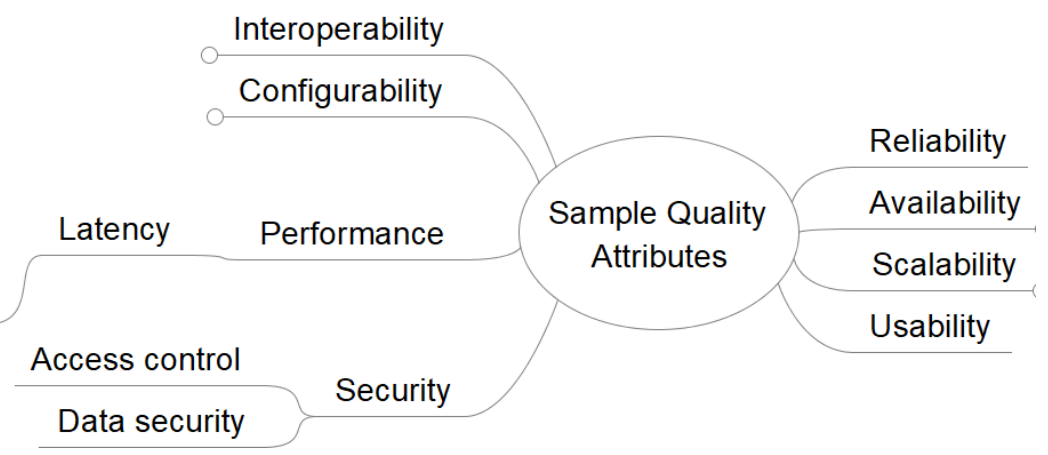 Interoperability
Configurability
Latency
Performance
Access control
Data security
Security
Sample Quality
Attributes
Reliability
Availability
Scalability
Usability